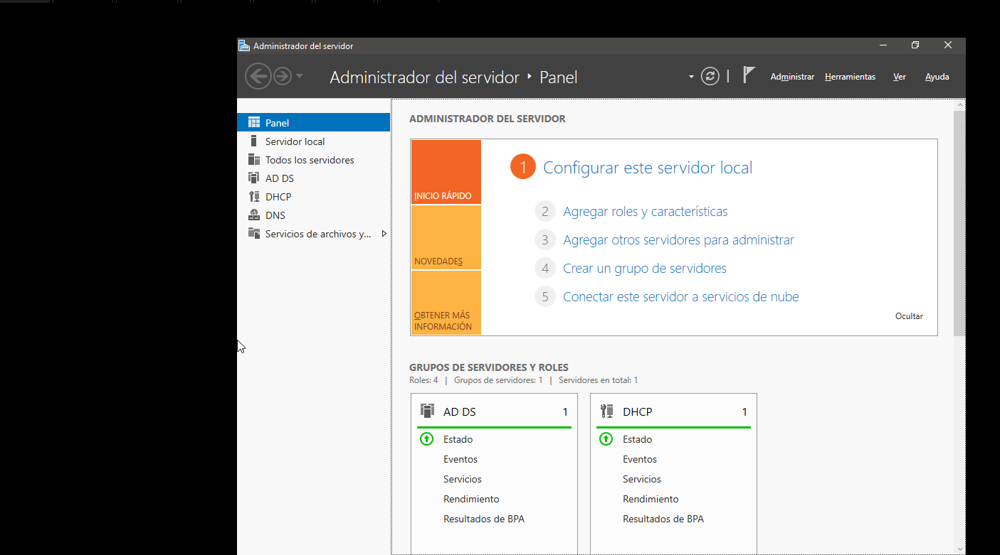 Administrador del servidor
Administrador del servidor ‣ Panel
Administrar Herramientas Ver Ayuda
Panel
Servidor local
Todos los servidores
AD DS
DHCP
DNS
Servicios de archivos y...
ADMINISTRADOR DEL SERVIDOR
INICIO RÁPIDO
NOVEDADES
OBTENER MÁS
INFORMACIÓN
1 Configurar este servidor local
2 Agregar roles y características
3 Agregar otros servidores para administrar
4 Crear un grupo de servidores
5 Conectar este servidor a servicios de nube
Ocultar
GRUPOS DE SERVIDORES Y ROLES
Roles: 4 | Grupos de servidores: 1 | Servidores en total: 1
AD DS 1
Estado
Eventos
Servicios
Rendimiento
Resultados de BPA
DHCP 1
Estado
Eventos
Servicios
Rendimiento
Resultados de BPA